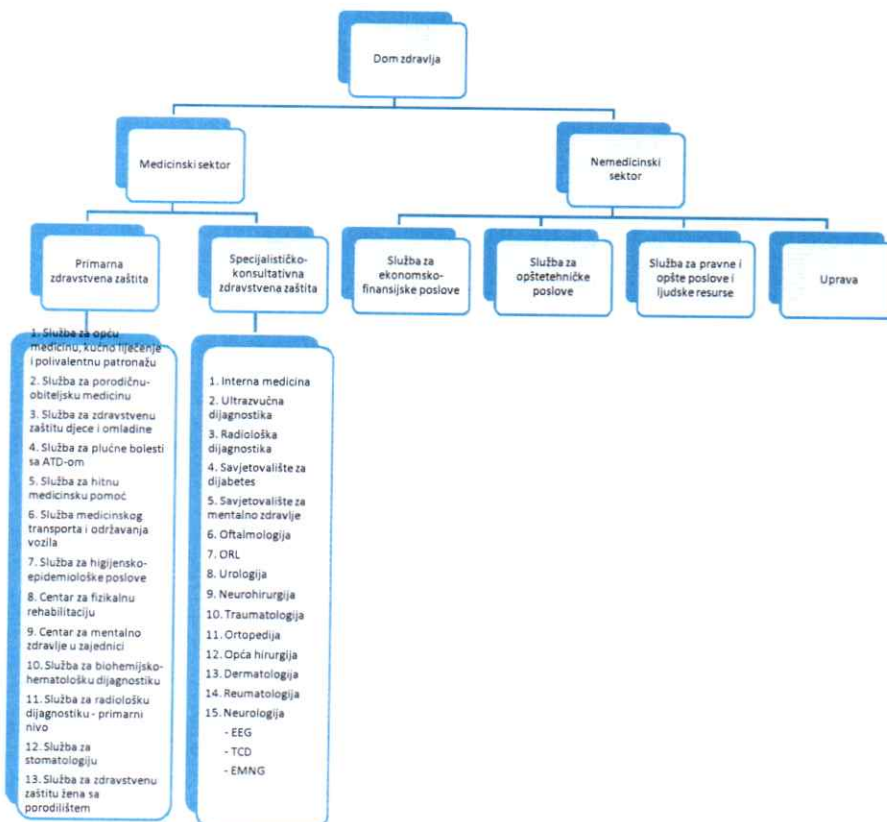 Dom zdravlja
Medicinski sektor
Nemedicinski
sektor
Primarna
zdravstvena zaštita
Specijalističko-
konsultativna
zdravstvena zaštita
Služba za
ekonomsko-
finansijske poslove
Služba za
opštetehničke
poslove
Služba za pravne i
opšte poslove i
ljudske resurse
Uprava
1. Služba za opću
medicinu, kućno liječenje
i polivalentnu patronažu
2. Služba za porodičnu-
obiteljsku medicinu
3. Služba za zdravstvenu
zaštitu djece i omladine
4. Služba za plućne bolesti
sa ATD-om
5. Služba za hitnu
medicinsku pomoć
6. Služba medicinskog
transporta i održavanja
vozila
7. Služba za higijensko-
epidemiološke poslove
8. Centar za fizikalnu
rehabilitaciju
9. Centar za mentalno
zdravlje u zajednici
10. Služba za biohemijsko-
hematološku dijagnostiku
11. Služba za radiološku
dijagnostiku - primarni
nivo
12. Služba za
stomatologiju
13. Služba za zdravstvenu
zaštitu žena sa
porodilištem
1. Interna medicina
2. Ultrazvučna
dijagnostika
3. Radiološka
dijagnostika
4. Savjetovalište za
dijabetes
5. Savjetovalište za
mentalno zdravlje
6. Oftalmologija
7. ORL
8. Urologija
9. Neurohirurgija
10. Traumatologija
11. Ortopedija
12. Opća hirurgija
13. Dermatologija
14. Reumatologija
15. Neurologija
- EEG
- TCD
- EMNG